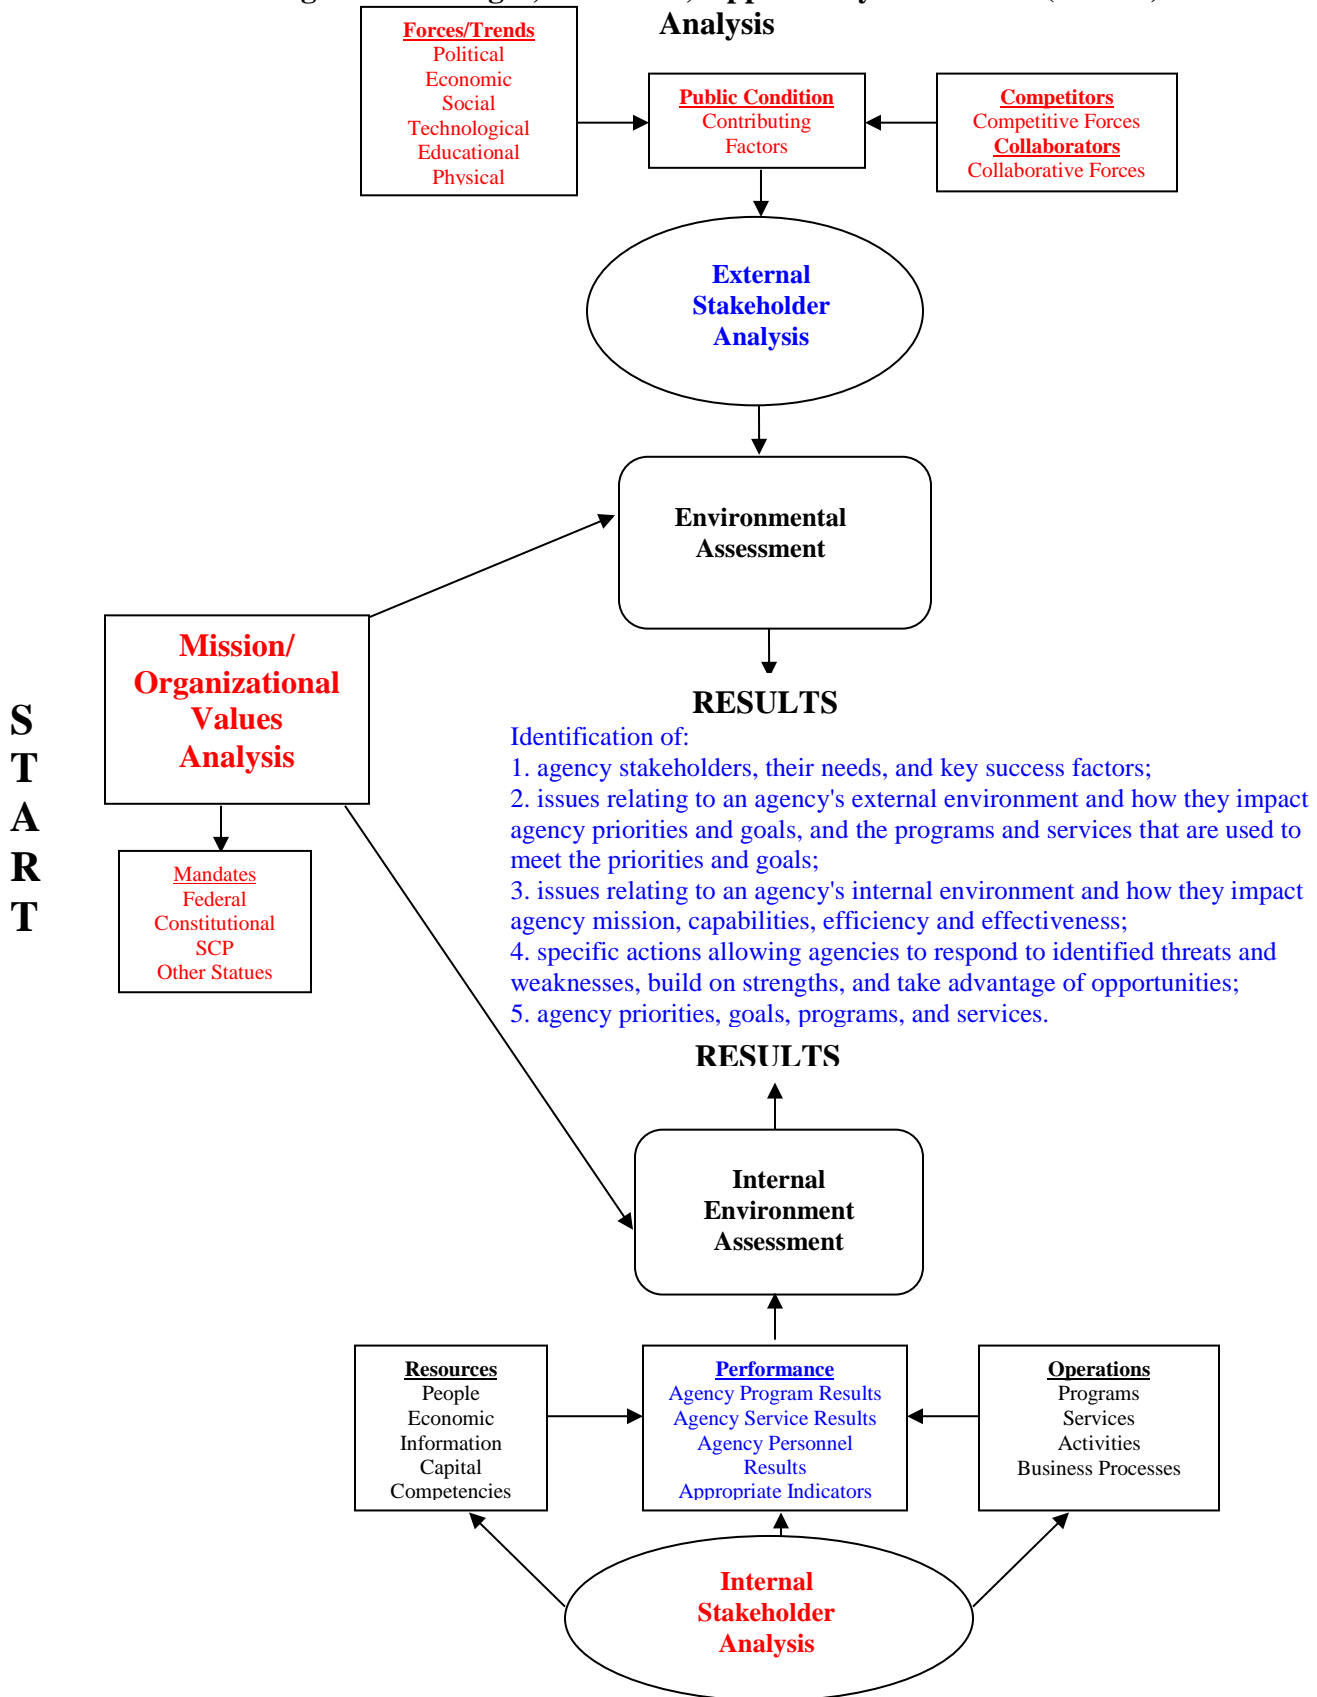 Analysis
Forces/Trends
Political
Economic
Social
Technological
Educational
Physical
Public Condition
Contributing
Factors
Competitors
Competitive Forces
Collaborators
Collaborative Forces
External
Stakeholder
Analysis
Environmental
Assessment
START
Mission/
Organizational
Values
Analysis
Mandates
Federal
Constitutional
SCP
Other Statues
RESULTS
Identification of:
1. agency stakeholders, their needs, and key success factors;
2. issues relating to an agency's external environment and how they impact
agency priorities and goals, and the programs and services that are used to
meet the priorities and goals;
3. issues relating to an agency's internal environment and how they impact
agency mission, capabilities, efficiency and effectiveness;
4. specific actions allowing agencies to respond to identified threats and
weaknesses, build on strengths, and take advantage of opportunities;
5. agency priorities, goals, programs, and services.
RESULTS
Internal
Environment
Assessment
Resources
People
Economic
Information
Capital
Competencies
Performance
Agency Program Results
Agency Service Results
Agency Personnel
Results
Appropriate Indicators
Operations
Programs
Services
Activities
Business Processes
Internal
Stakeholder
Analysis